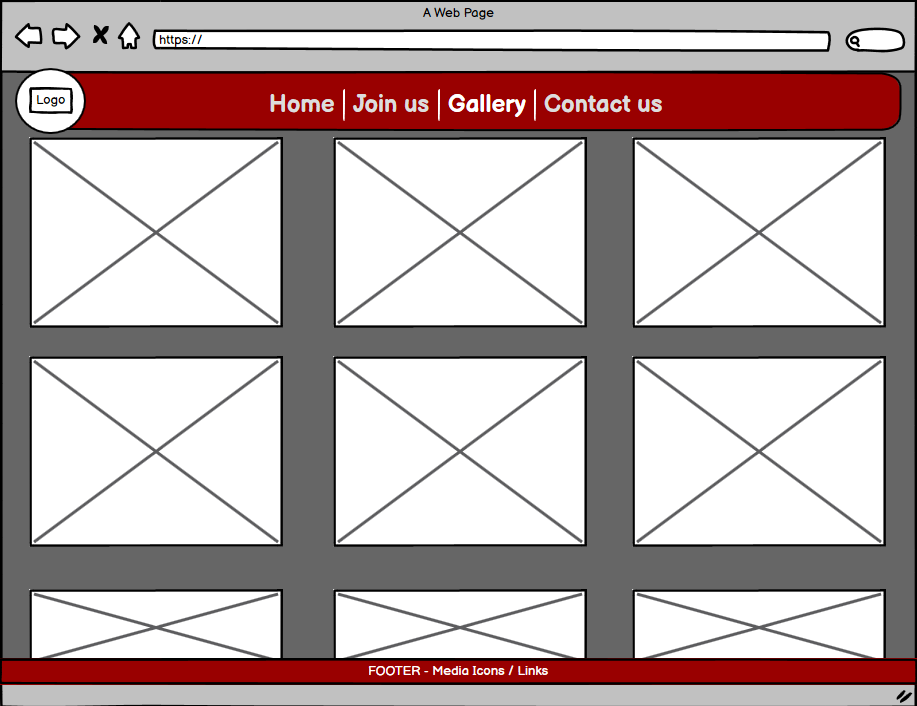 A Web Page
https://
Logo
Home | Join us | Gallery | Contact us
FOOTER - Media Icons / Links